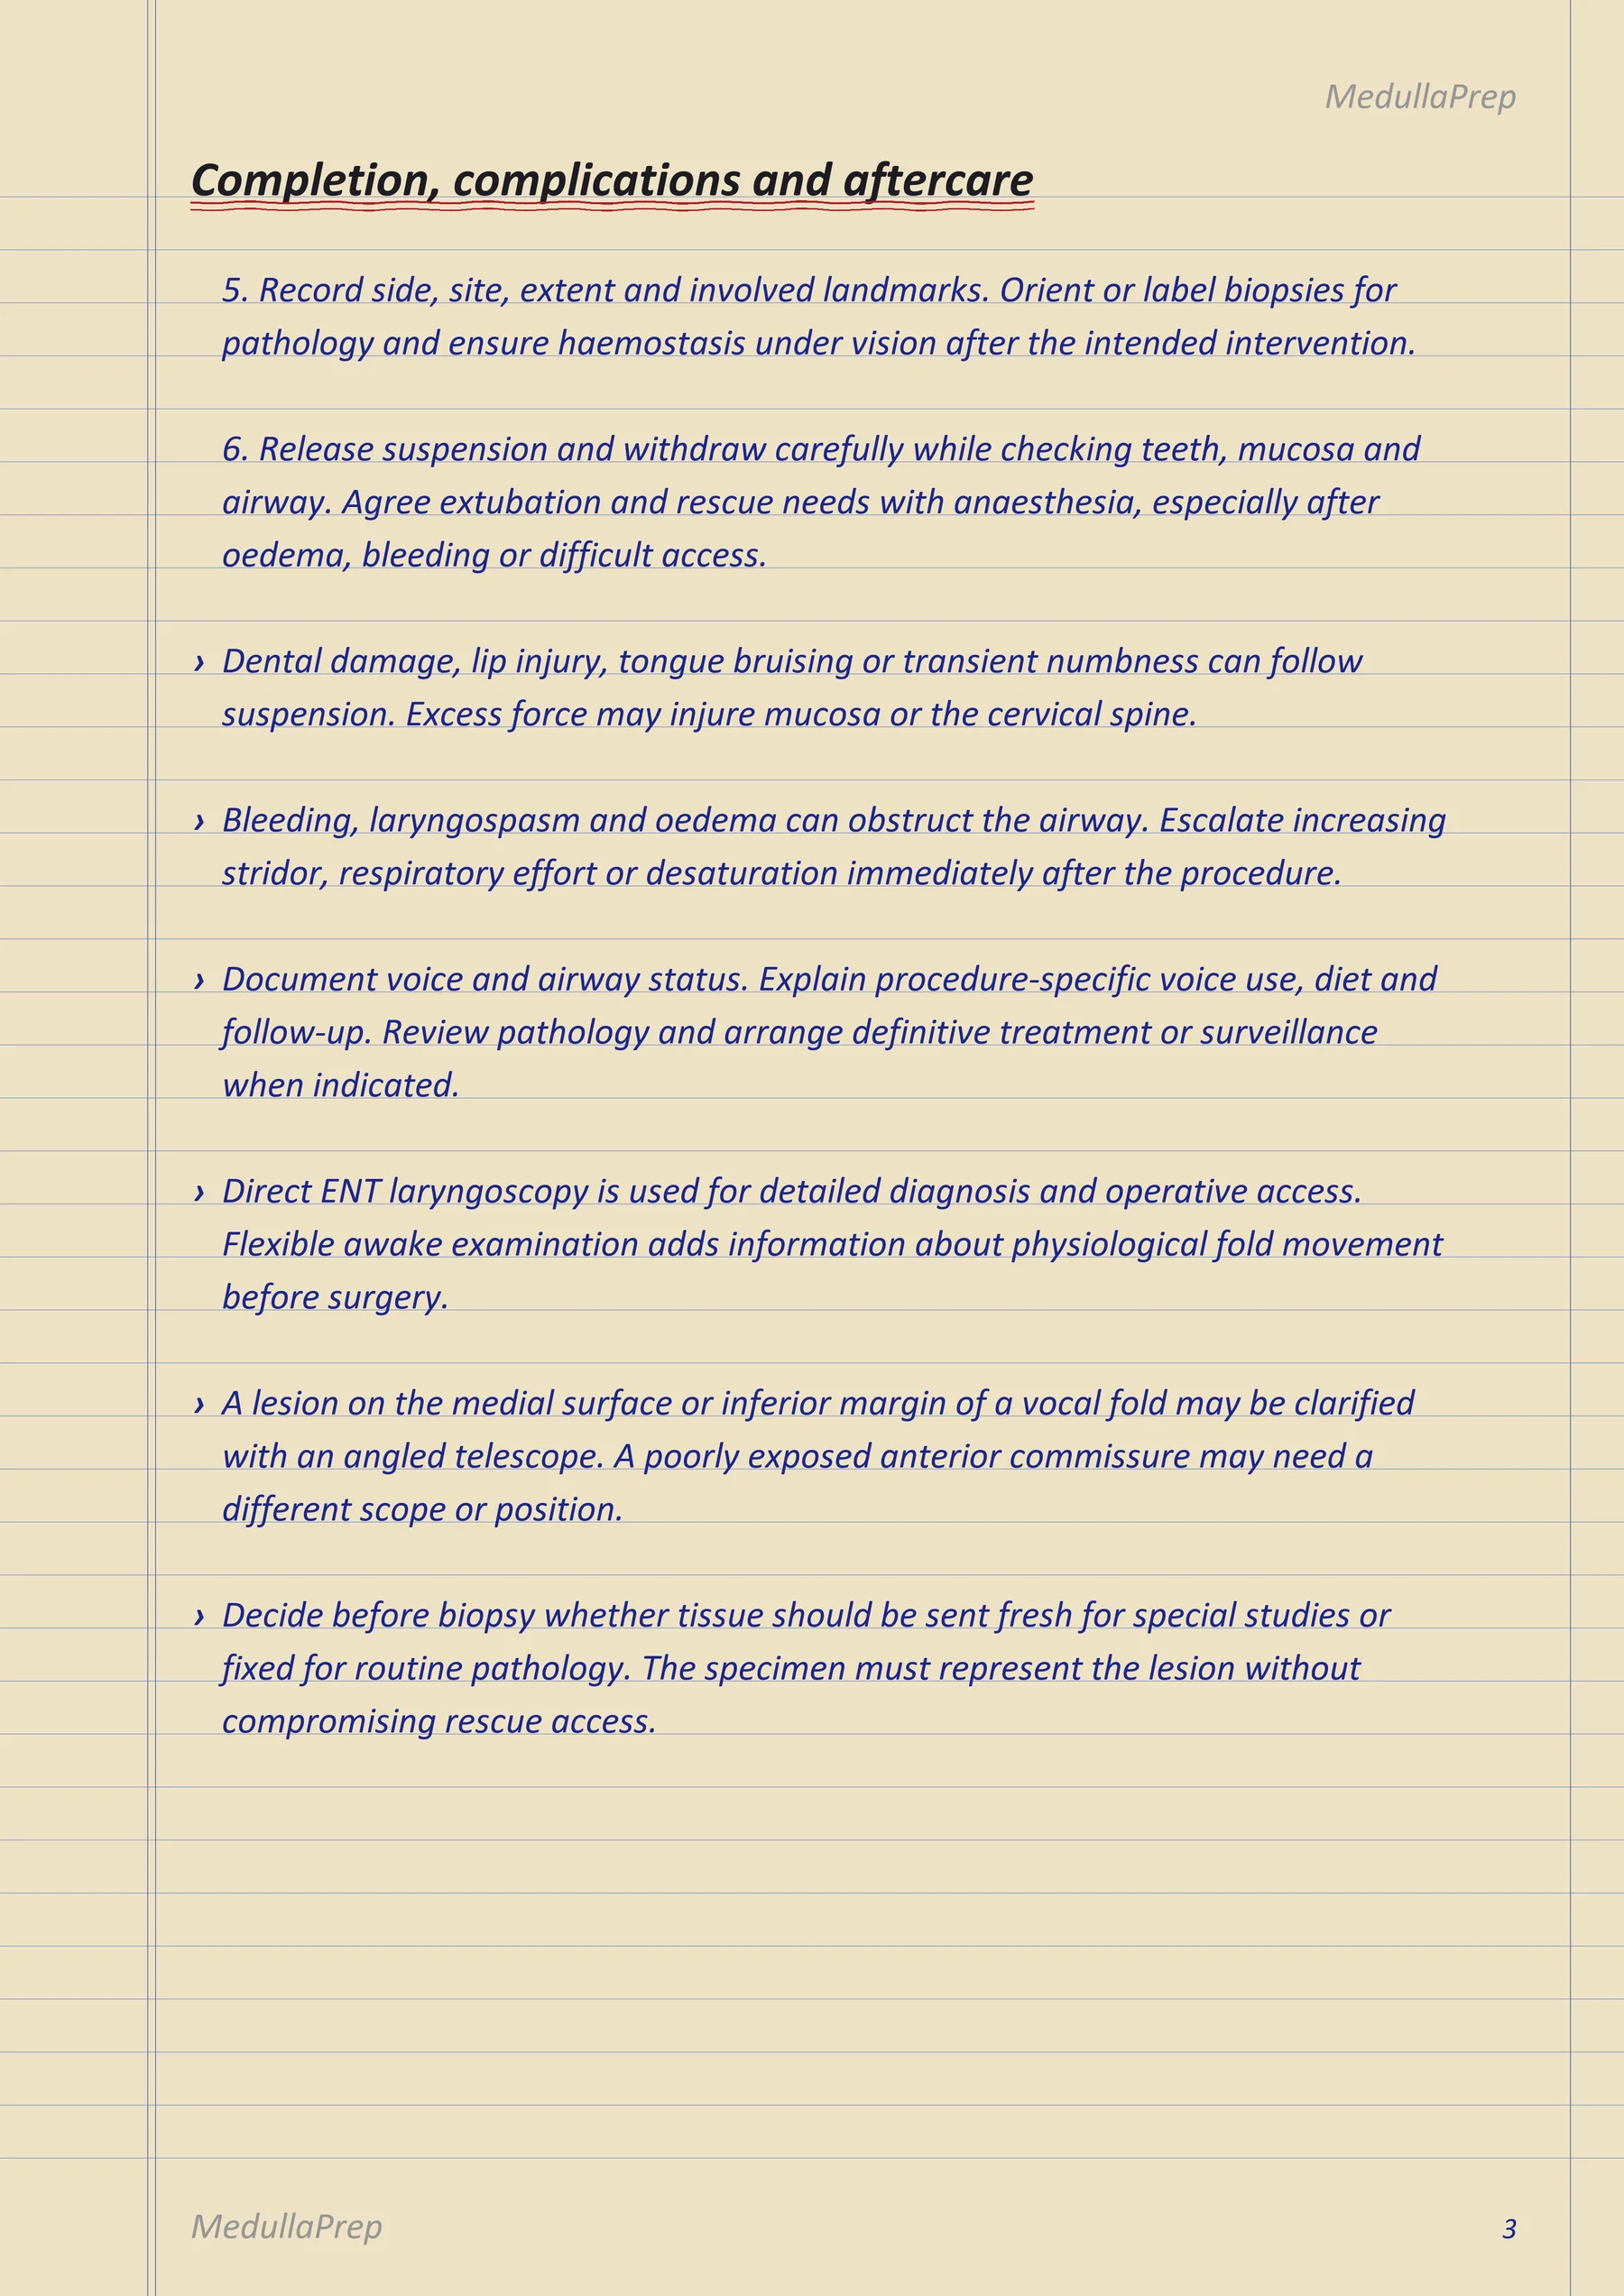 MedullaPrep
Completion, complications and aftercare
5. Record side, site, extent and involved landmarks. Orient or label biopsies for
pathology and ensure haemostasis under vision after the intended intervention.
6. Release suspension and withdraw carefully while checking teeth, mucosa and
airway. Agree extubation and rescue needs with anaesthesia, especially after
oedema, bleeding or difficult access.
› Dental damage, lip injury, tongue bruising or transient numbness can follow
suspension. Excess force may injure mucosa or the cervical spine.
› Bleeding, laryngospasm and oedema can obstruct the airway. Escalate increasing
stridor, respiratory effort or desaturation immediately after the procedure.
› Document voice and airway status. Explain procedure-specific voice use, diet and
follow-up. Review pathology and arrange definitive treatment or surveillance
when indicated.
› Direct ENT laryngoscopy is used for detailed diagnosis and operative access.
Flexible awake examination adds information about physiological fold movement
before surgery.
› A lesion on the medial surface or inferior margin of a vocal fold may be clarified
with an angled telescope. A poorly exposed anterior commissure may need a
different scope or position.
› Decide before biopsy whether tissue should be sent fresh for special studies or
fixed for routine pathology. The specimen must represent the lesion without
compromising rescue access.
MedullaPrep
3